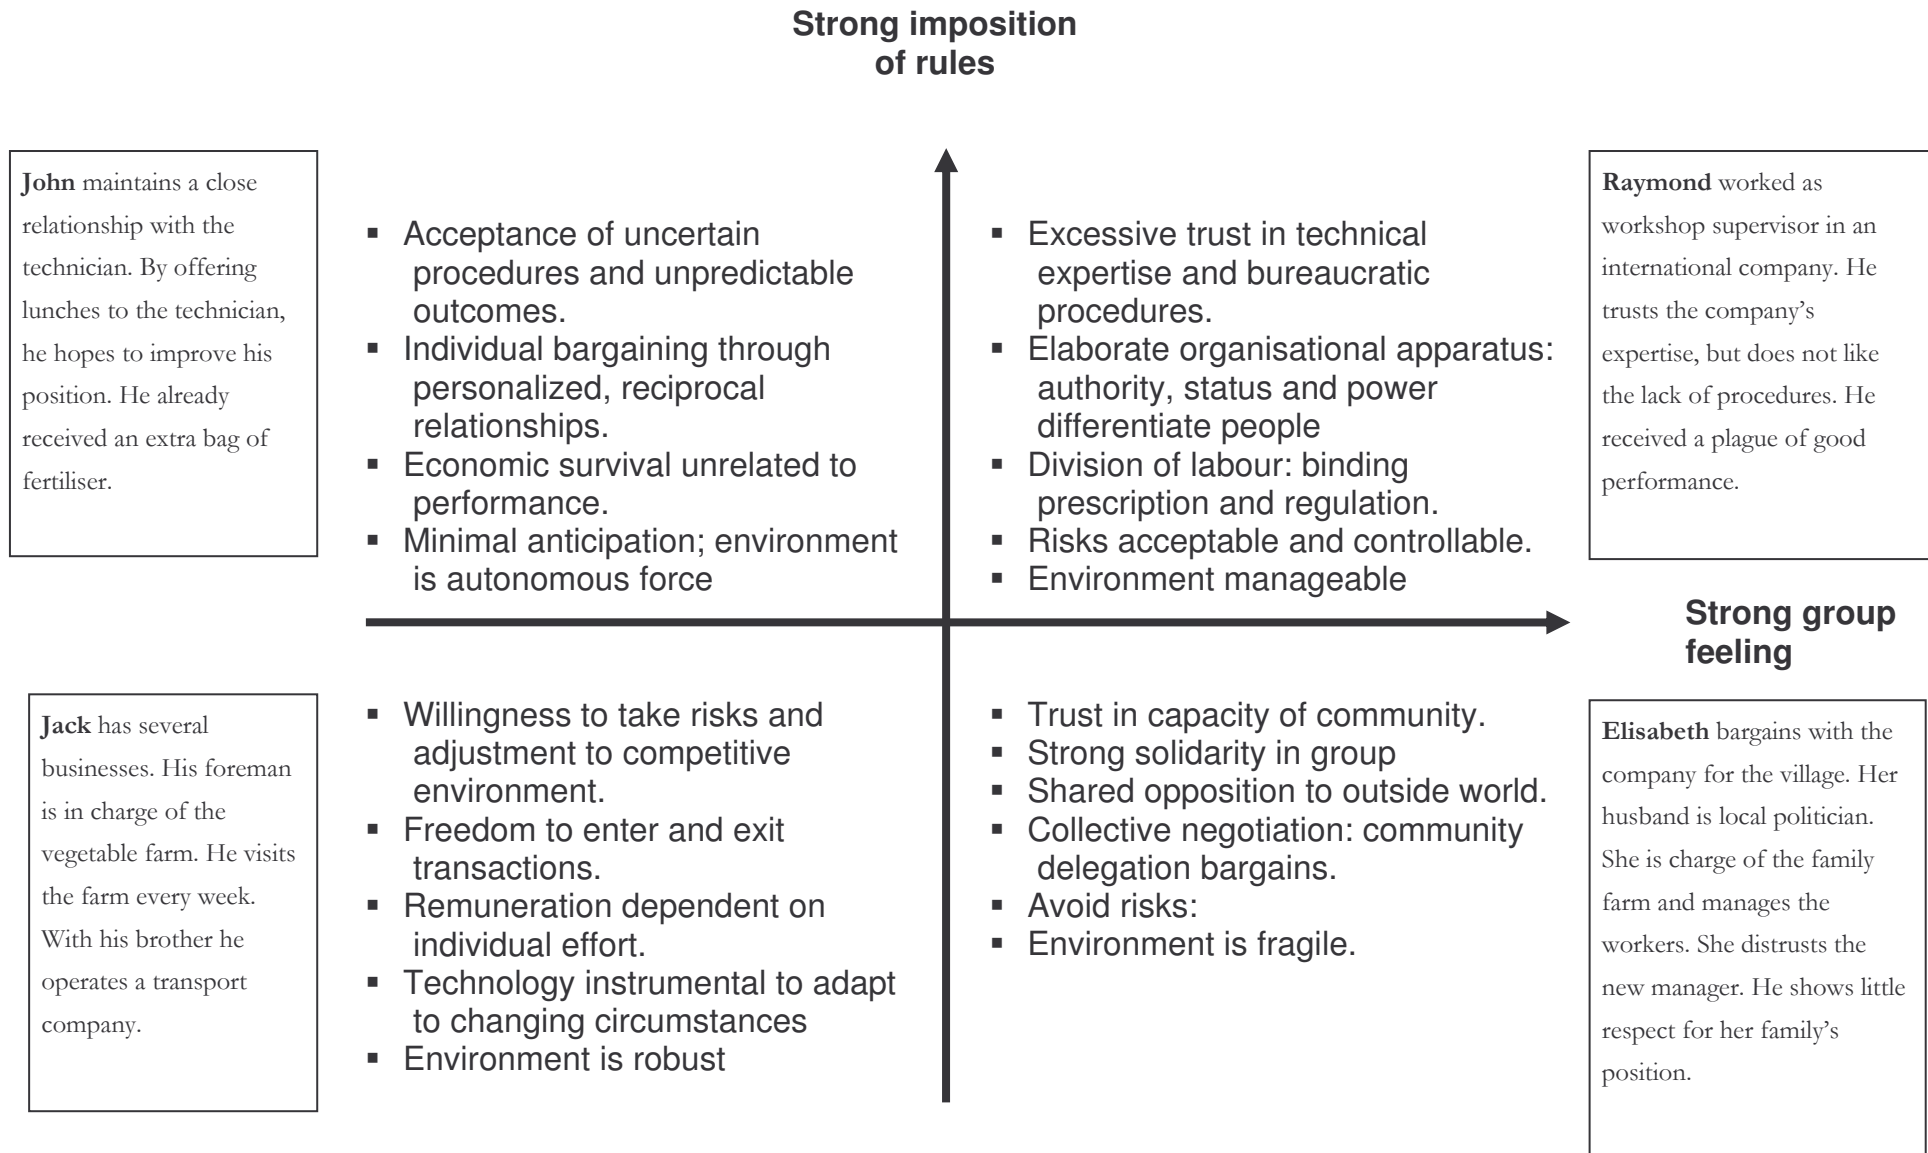 Strong imposition
of rules
John maintains a close
relationship with the
technician. By offering
lunches to the technician,
he hopes to improve his
position. He already
received an extra bag of
fertiliser.
▪ Acceptance of uncertain
procedures and unpredictable
outcomes.
▪ Individual bargaining through
personalized, reciprocal
relationships.
▪ Economic survival unrelated to
performance.
▪ Minimal anticipation; environment
is autonomous force
▪ Excessive trust in technical
expertise and bureaucratic
procedures.
▪ Elaborate organisational apparatus:
authority, status and power
differentiate people
▪ Division of labour: binding
prescription and regulation.
▪ Risks acceptable and controllable.
▪ Environment manageable
Raymond worked as
workshop supervisor in an
international company. He
trusts the company’s
expertise, but does not like
the lack of procedures. He
received a plague of good
performance.
Strong group
feeling
Jack has several
businesses. His foreman
is in charge of the
vegetable farm. He visits
the farm every week.
With his brother he
operates a transport
company.
▪ Willingness to take risks and
adjustment to competitive
environment.
▪ Freedom to enter and exit
transactions.
▪ Remuneration dependent on
individual effort.
▪ Technology instrumental to adapt
to changing circumstances
▪ Environment is robust
▪ Trust in capacity of community.
▪ Strong solidarity in group
▪ Shared opposition to outside world.
▪ Collective negotiation: community
delegation bargains.
▪ Avoid risks:
▪ Environment is fragile.
Elisabeth bargains with the
company for the village. Her
husband is local politician.
She is charge of the family
farm and manages the
workers. She distrusts the
new manager. He shows little
respect for her family’s
position.